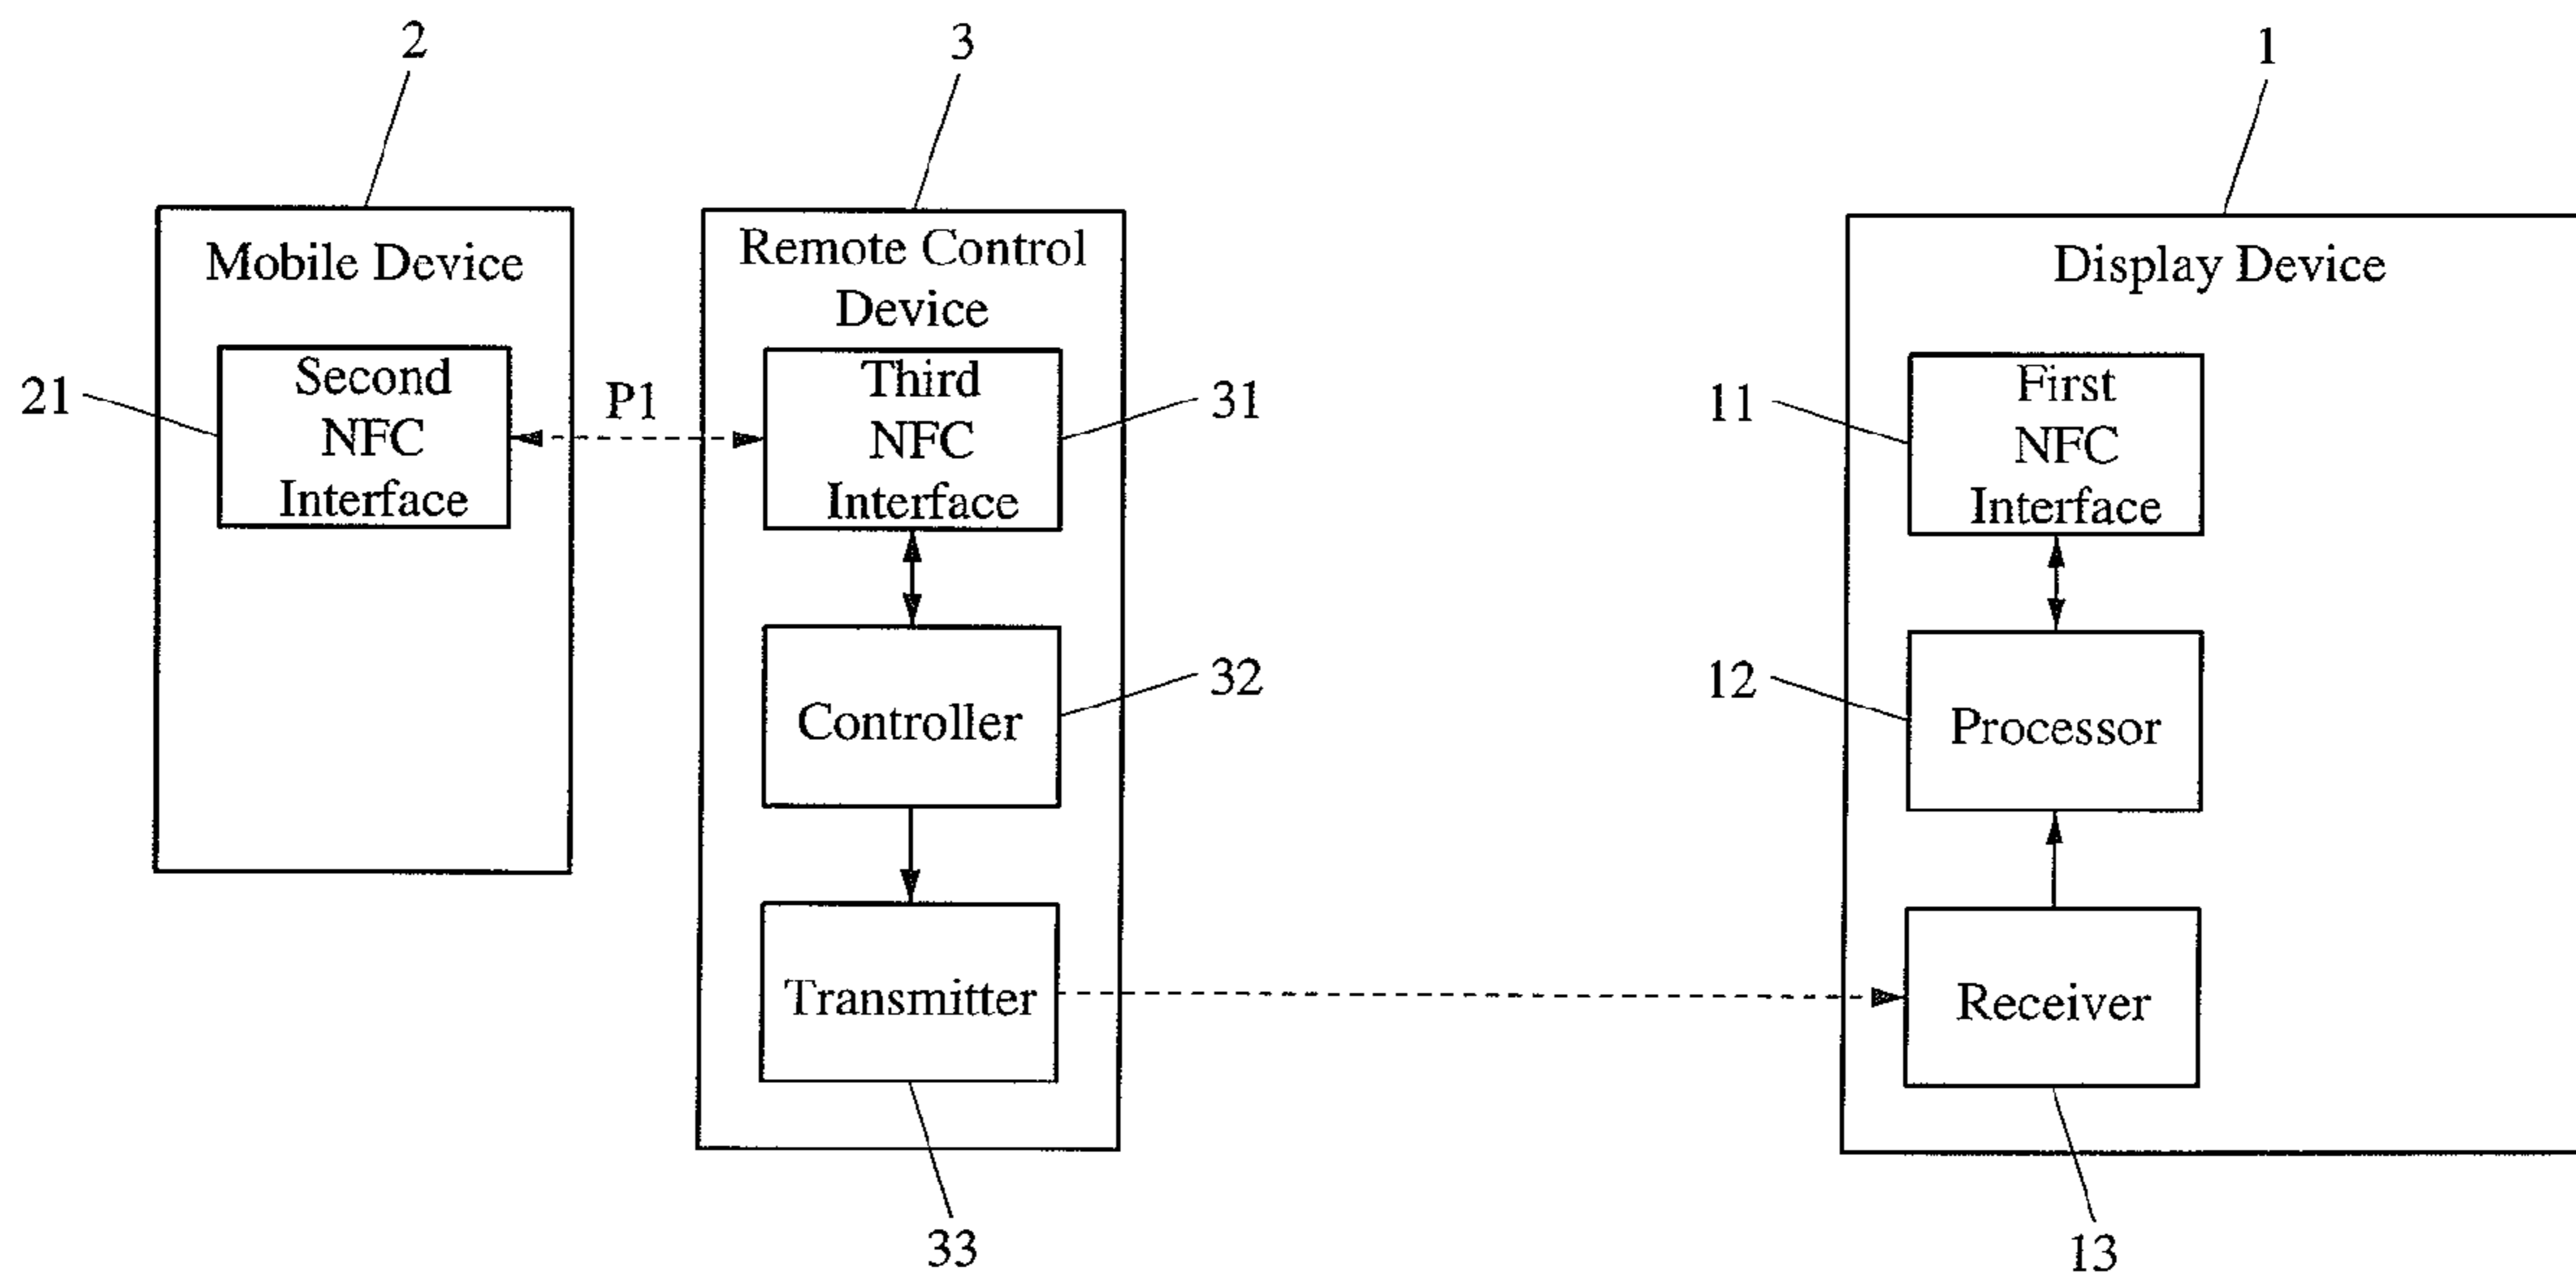 2
3
1
Mobile Device
Remote Control
Device
Display Device
21
Second
NFC
Interface
P1
Third
NFC
Interface
31
11
First
NFC
Interface
Controller
32
12
Processor
Transmitter
33
Receiver
13